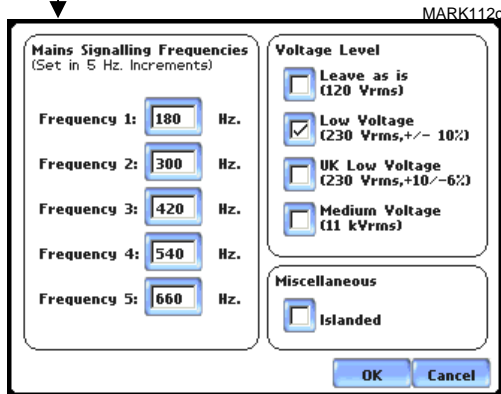 MARK112c
Mains Signalling Frequencies
(Set in 5 Hz. Increments)
Frequency 1: 180 Hz.
Frequency 2: 300 Hz.
Frequency 3: 420 Hz.
Frequency 4: 540 Hz.
Frequency 5: 660 Hz.
Voltage Level
Leave as is
(120 Vrms)
Low Voltage
(230 Vrms,+/- 10%)
UK Low Voltage
(230 Vrms,+10/-6%)
Medium Voltage
(11 kVrms)
Miscellaneous
Islanded
OK Cancel